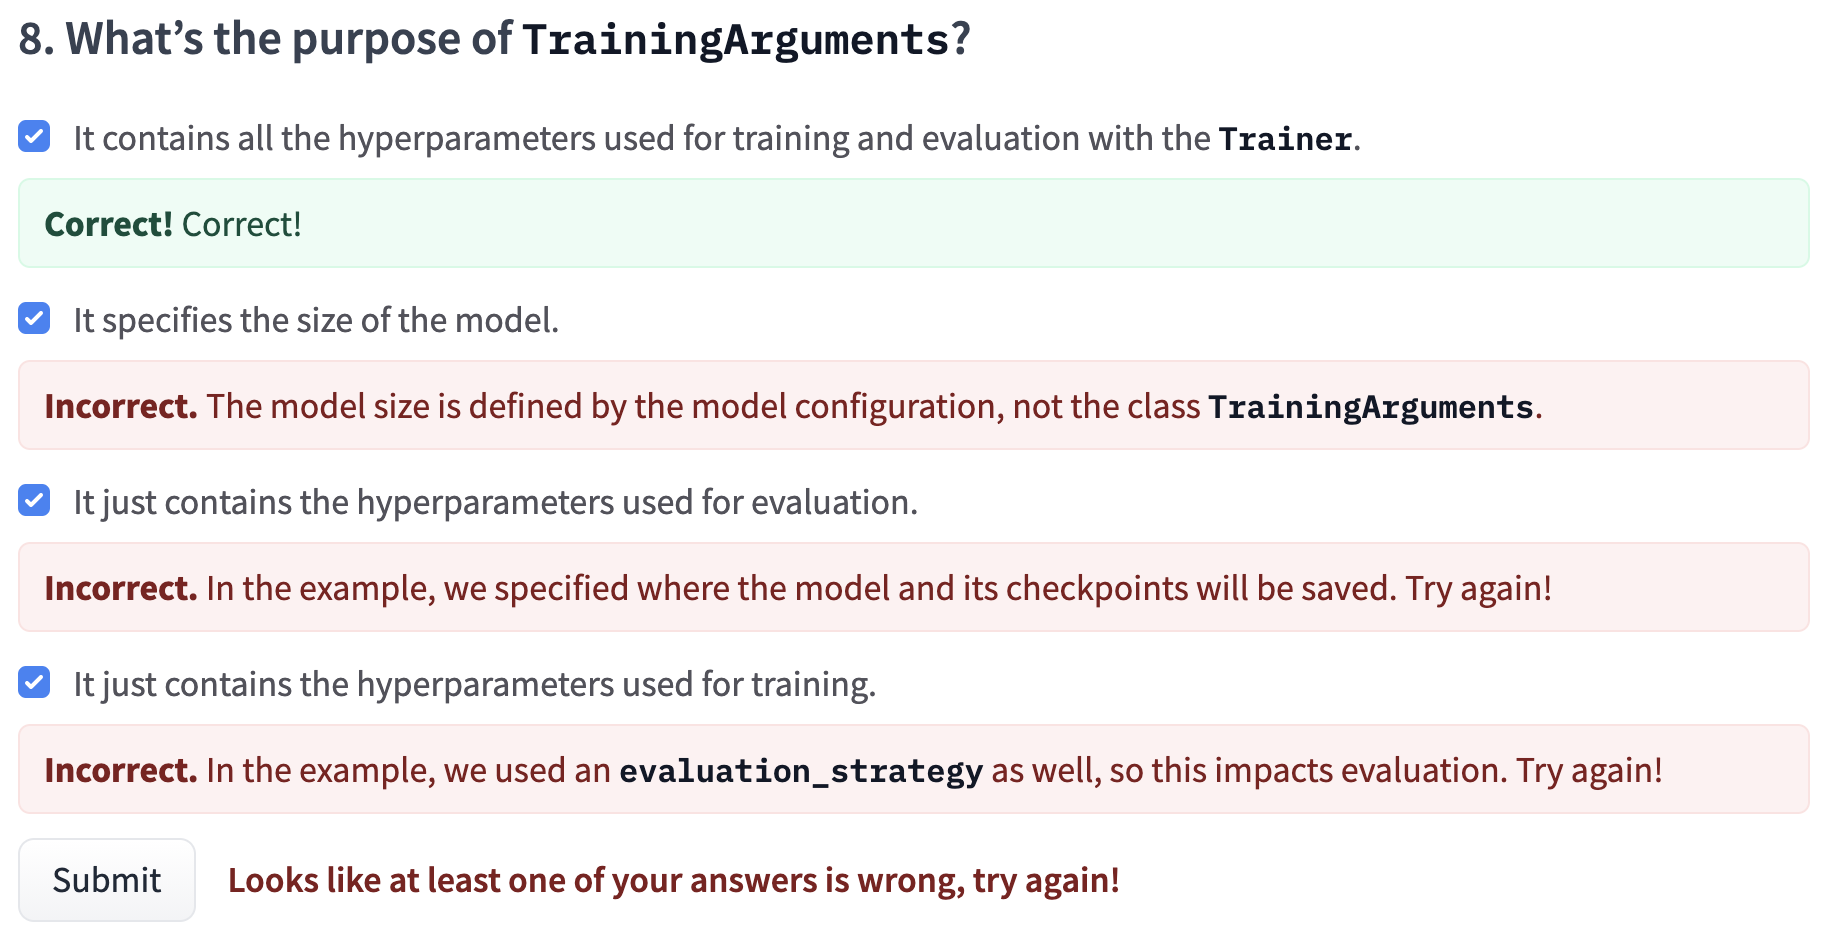 8. What’s the purpose of TrainingArguments?
It contains all the hyperparameters used for training and evaluation with the Trainer.
Correct! Correct!
It specifies the size of the model.
Incorrect. The model size is defined by the model configuration, not the class TrainingArguments.
It just contains the hyperparameters used for evaluation.
Incorrect. In the example, we specified where the model and its checkpoints will be saved. Try again!
It just contains the hyperparameters used for training.
Incorrect. In the example, we used an evaluation_strategy as well, so this impacts evaluation. Try again!
Submit Looks like at least one of your answers is wrong, try again!